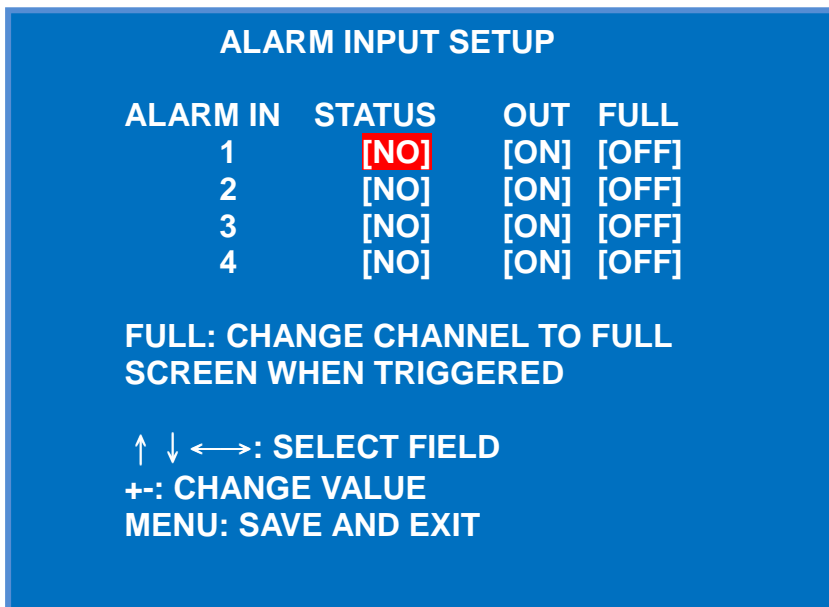 ALARM INPUT SETUP
ALARM IN STATUS OUT FULL
1 [NO] [ON] [OFF]
2 [NO] [ON] [OFF]
3 [NO] [ON] [OFF]
4 [NO] [ON] [OFF]
FULL: CHANGE CHANNEL TO FULL
SCREEN WHEN TRIGGERED
↑ ↓ ←→: SELECT FIELD
+-: CHANGE VALUE
MENU: SAVE AND EXIT